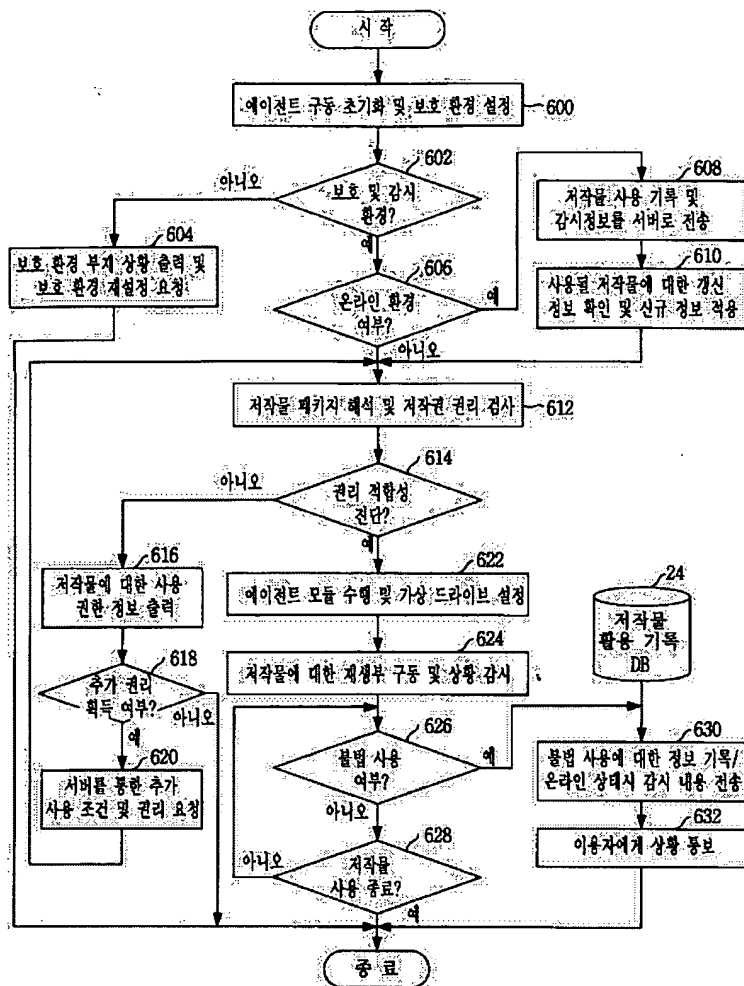 시 작
에이전트 구동 초기화 및 보호 환경 설정
600
602
보호 및 감시
환경?
아니오
예
604
보호 환경 부재 상황 출력 및
보호 환경 재설정 요청
606
온라인 환경
여부?
예
아니오
608
저작물 사용 기록 및
감시정보를 서버로 전송
610
사용될 저작물에 대한 갱신
정보 확인 및 신규 정보 적용
저작물 패키지 해석 및 저작권 권리 검사
612
614
권리 적합성
진단?
아니오
예
616
저작물에 대한 사용
권한 정보 출력
618
추가 권리
획득 여부?
아니오
예
620
서버를 통한 추가
사용 조건 및 권리 요청
622
에이전트 모듈 수행 및 가상 드라이브 설정
624
저작물에 대한 재생부 구동 및 상황 감시
626
불법 사용
여부?
예
아니오
628
저작물
사용 종료?
아니오
예
24
저작물
활용 기록
DB
630
불법 사용에 대한 정보 기록/
온라인 상태시 감시 내용 전송
632
이용자에게 상황 통보
종 료